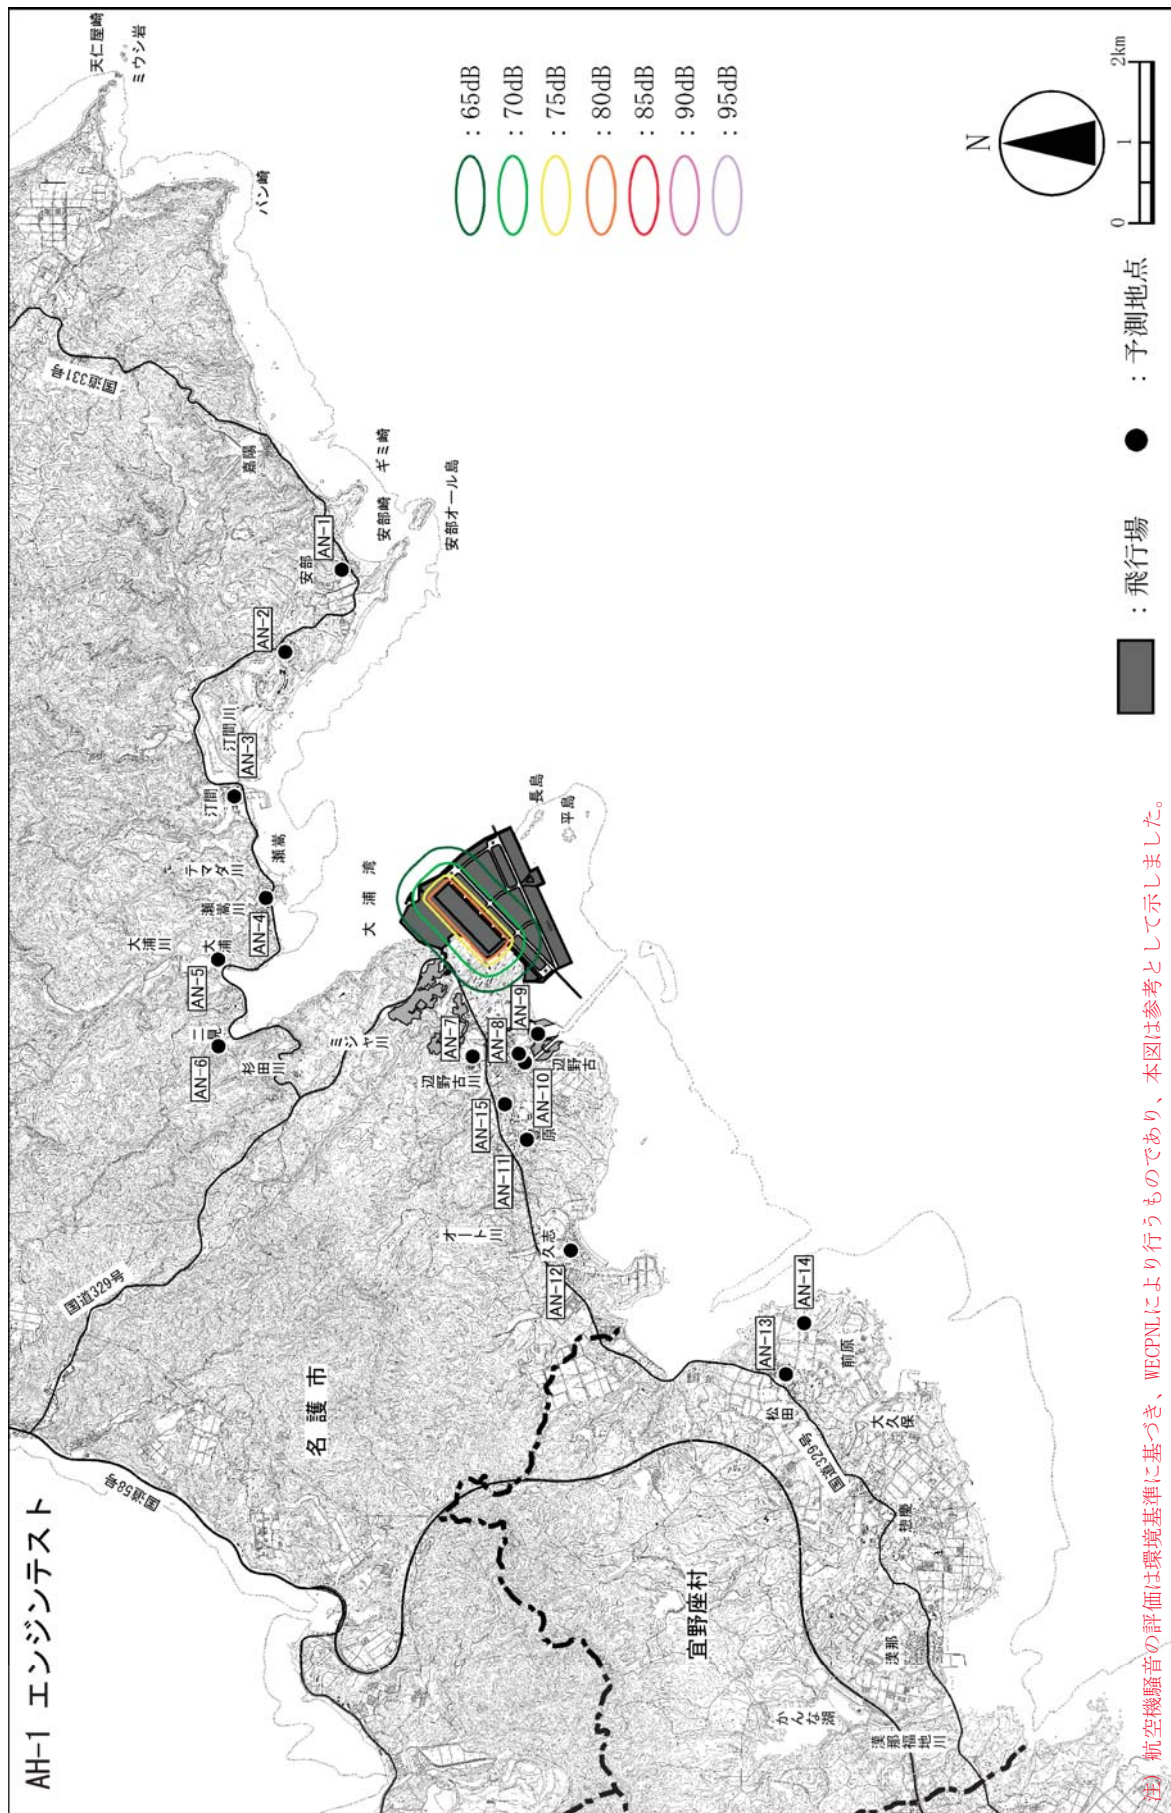 AH-1 エンジンテスト
国道58号
名護市
国道329号
国道331号
天仁屋崎
ミウシ岩
バン崎
嘉陽
ギミ崎
安部崎
安部オール島
安部
AN-1
AN-2
汀間川
AN-3
汀間
テマダ川
瀬嵩
瀬嵩川
AN-4
大浦川
大浦
AN-5
二見
AN-6
杉田川
大浦湾
ミジャ川
長島
平島
AN-7
AN-8
AN-9
辺野古川
辺野古
AN-10
AN-15
原
AN-11
オート川
久志
AN-12
AN-13
AN-14
前原
松田
大久保
国道329号
惣慶
漢那
宜野座村
かんな湖
漢那福地川
：65dB
：70dB
：75dB
：80dB
：85dB
：90dB
：95dB
N
0 1 2km
：飛行場
：予測地点
注）航空機騒音の評価は環境基準に基づき、WECPNLにより行うものであり、本図は参考として示しました。